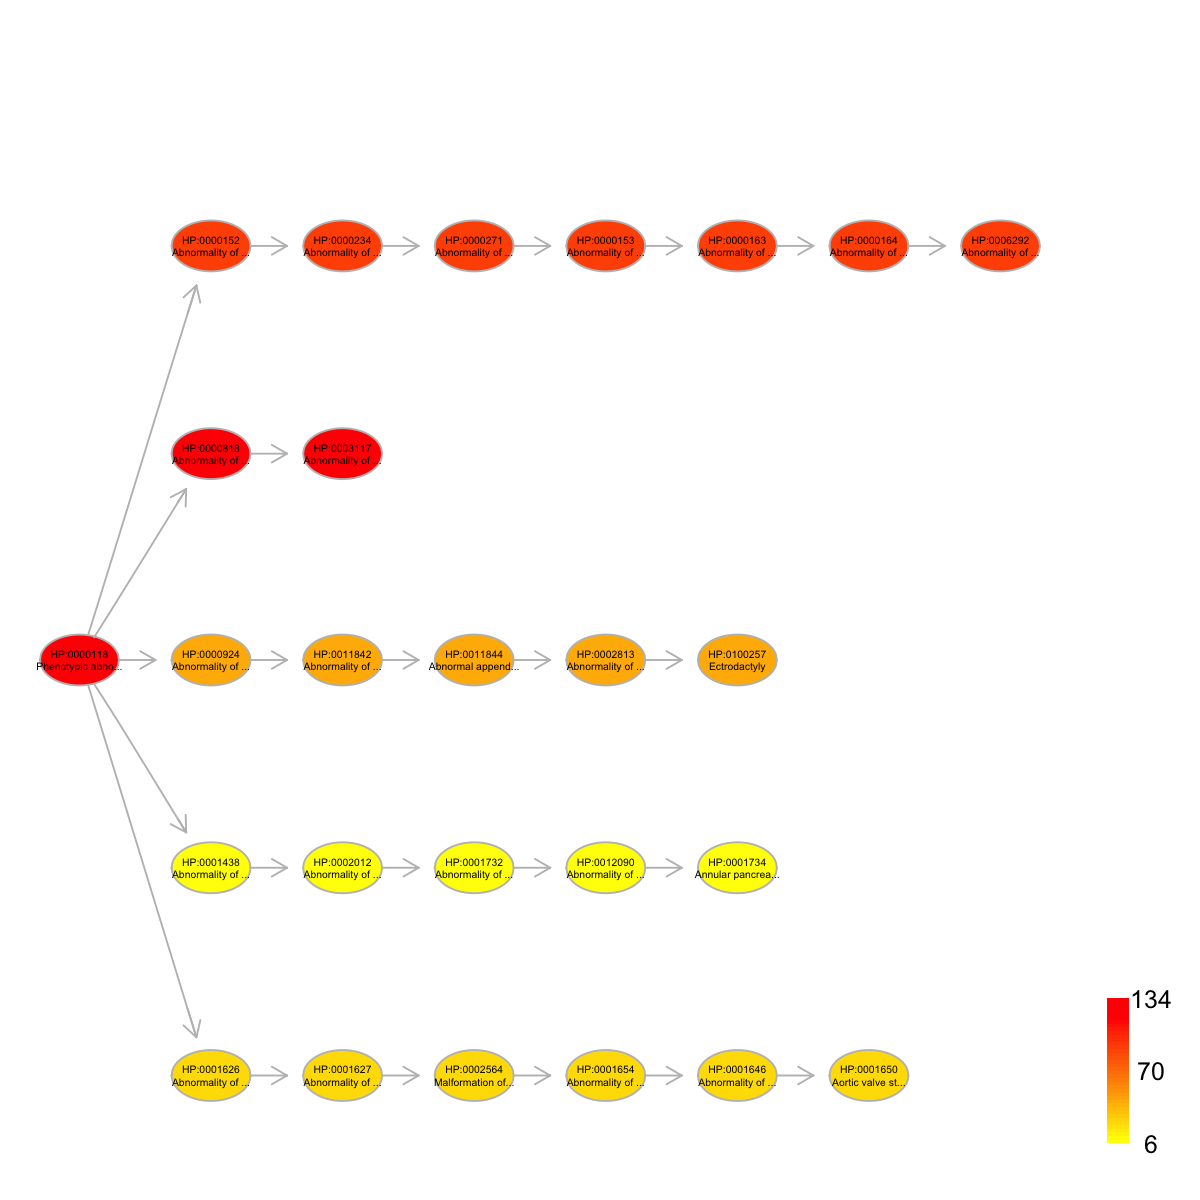 HP:0000152
Abnormality of ...
HP:0000234
Abnormality of ...
HP:0000271
Abnormality of ...
HP:0000153
Abnormality of ...
HP:0000163
Abnormality of ...
HP:0000164
Abnormality of ...
HP:0006292
Abnormality of ...
HP:0000818
Abnormality of ...
HP:0003117
Abnormality of ...
HP:0000118
Phenotypic abno...
HP:0000924
Abnormality of ...
HP:0011842
Abnormality of ...
HP:0011844
Abnormal append...
HP:0002813
Abnormality of ...
HP:0100257
Ectrodactyly
HP:0001438
Abnormality of ...
HP:0002012
Abnormality of ...
HP:0001732
Abnormality of ...
HP:0012090
Abnormality of ...
HP:0001734
Annular pancrea...
HP:0001626
Abnormality of ...
HP:0001627
Abnormality of ...
HP:0002564
Malformation of...
HP:0001654
Abnormality of ...
HP:0001646
Abnormality of ...
HP:0001650
Aortic valve st...
134
70
6